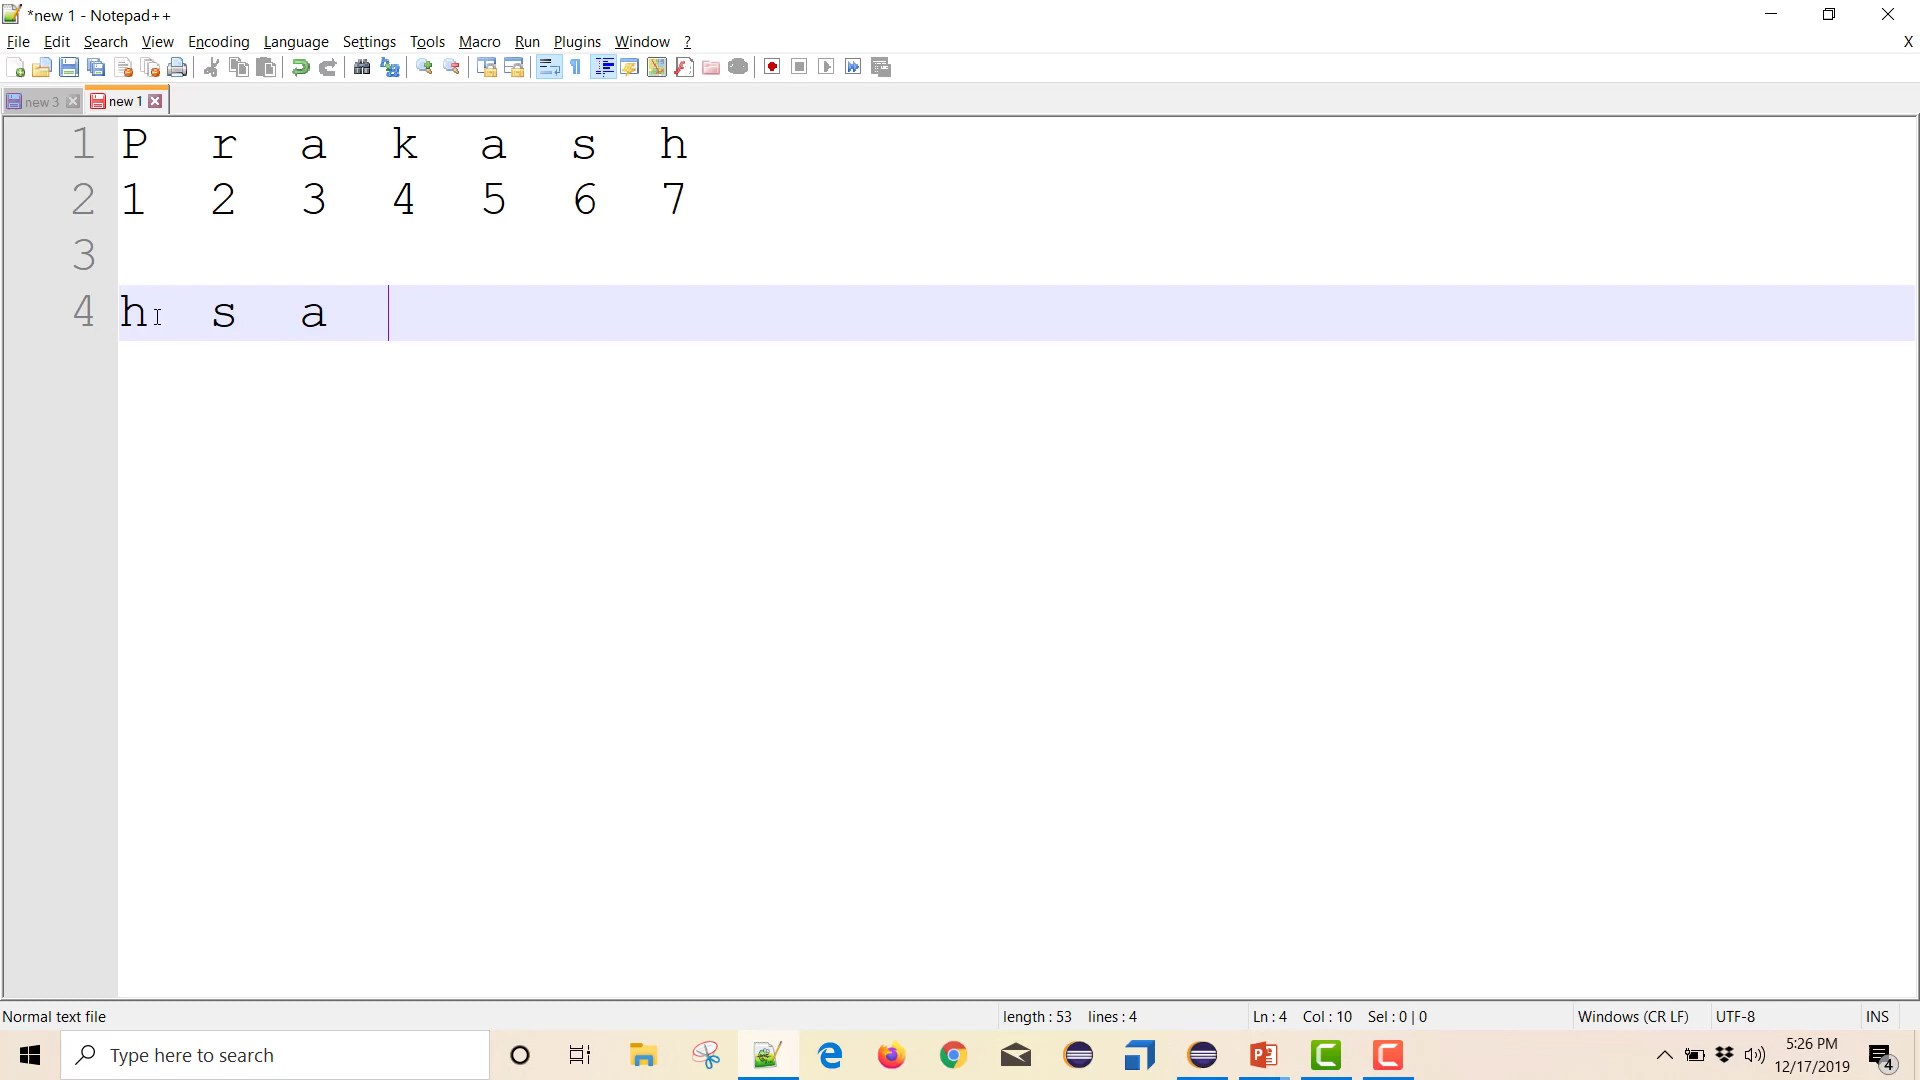 *new 1 - Notepad++
File Edit Search View Encoding Language Settings Tools Macro Run Plugins Window ? X
new 3 new 1
1 P r a k a s h
2 1 2 3 4 5 6 7
3
4 h s a
Normal text file length : 53 lines : 4 Ln : 4 Col : 10 Sel : 0 | 0 Windows (CR LF) UTF-8 INS
Type here to search
5:26 PM
12/17/2019
4